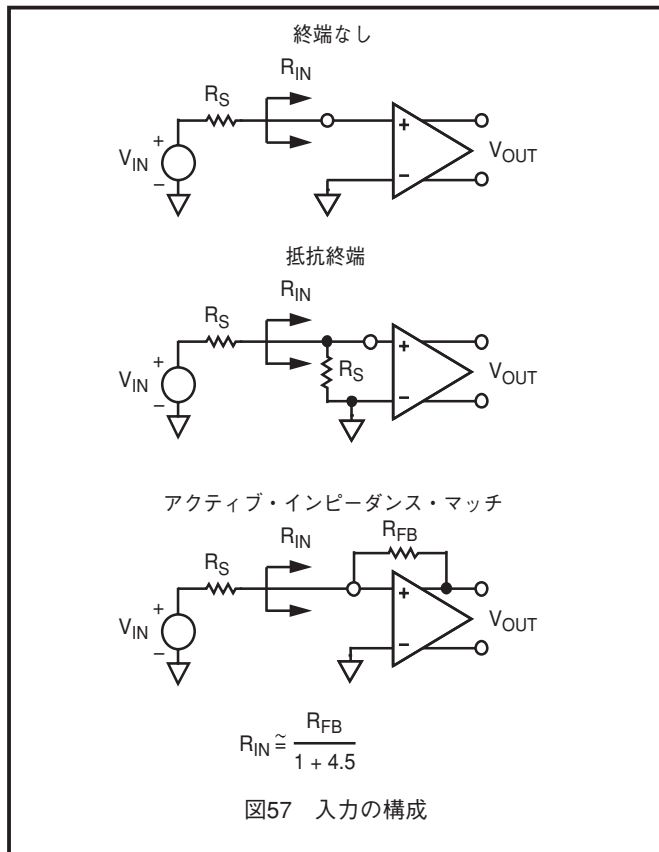 終端なし
R_IN
R_S
+
V_IN
−
+
−
V_OUT
抵抗終端
R_IN
R_S
+
V_IN
−
R_S
+
−
V_OUT
アクティブ・インピーダンス・マッチ
R_IN
R_FB
R_S
+
V_IN
−
+
−
V_OUT
R_IN ≅ R_FB / 1 + 4.5
図57 入力の構成